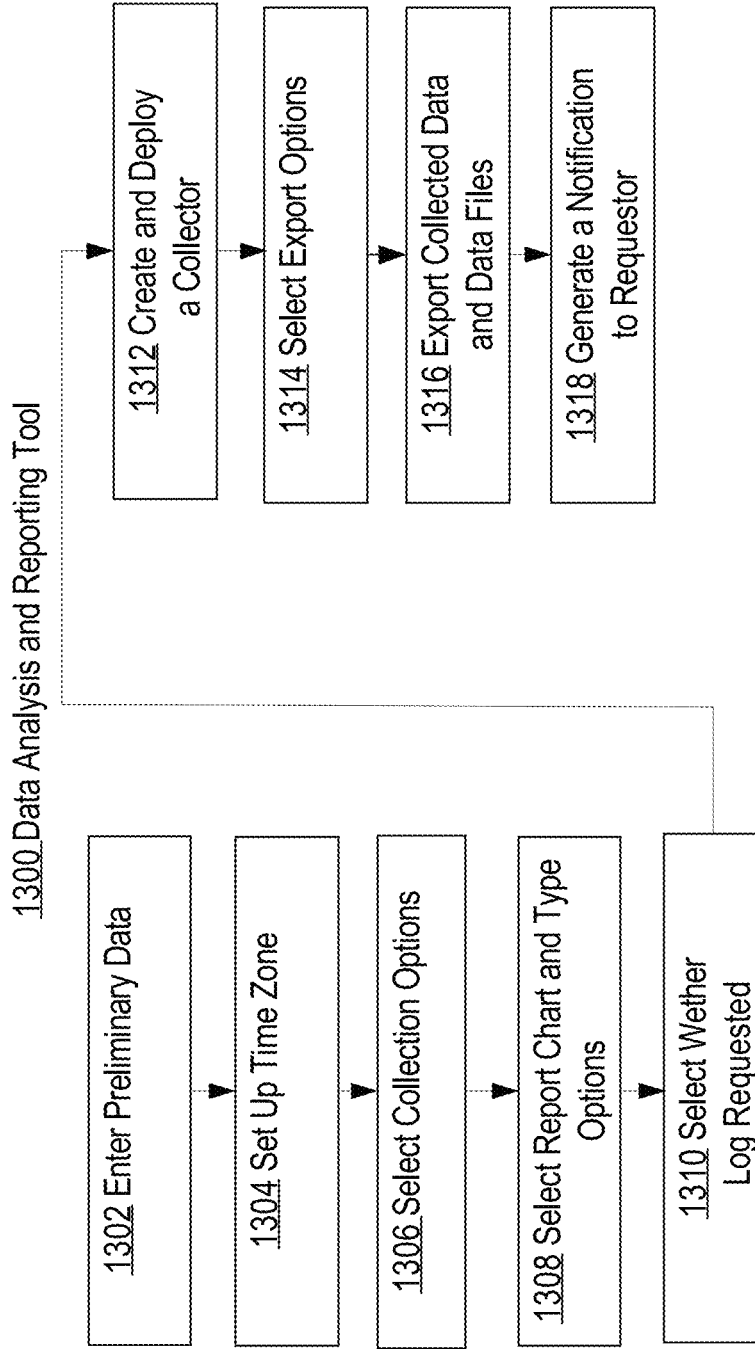 1300 Data Analysis and Reporting Tool
1302 Enter Preliminary Data
1304 Set Up Time Zone
1306 Select Collection Options
1308 Select Report Chart and Type
Options
1310 Select Wether
Log Requested
1312 Create and Deploy
a Collector
1314 Select Export Options
1316 Export Collected Data
and Data Files
1318 Generate a Notification
to Requestor